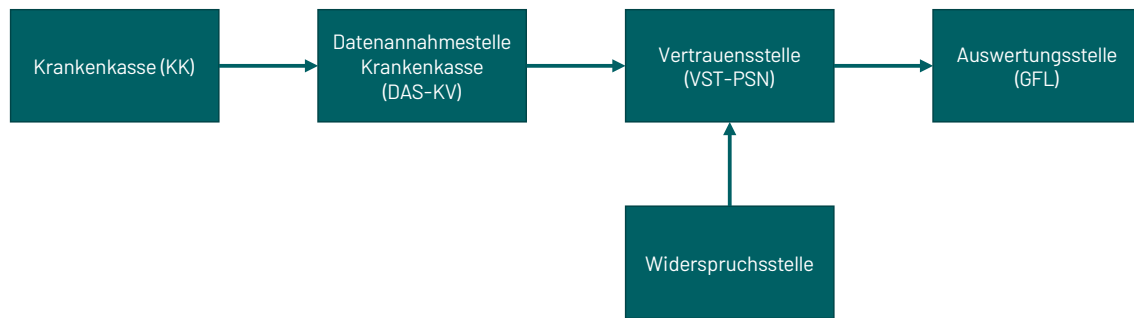 Krankenkasse (KK)
Datenannahmestelle
Krankenkasse
(DAS-KV)
Vertrauensstelle
(VST-PSN)
Auswertungsstelle
(GFL)
Widerspruchsstelle